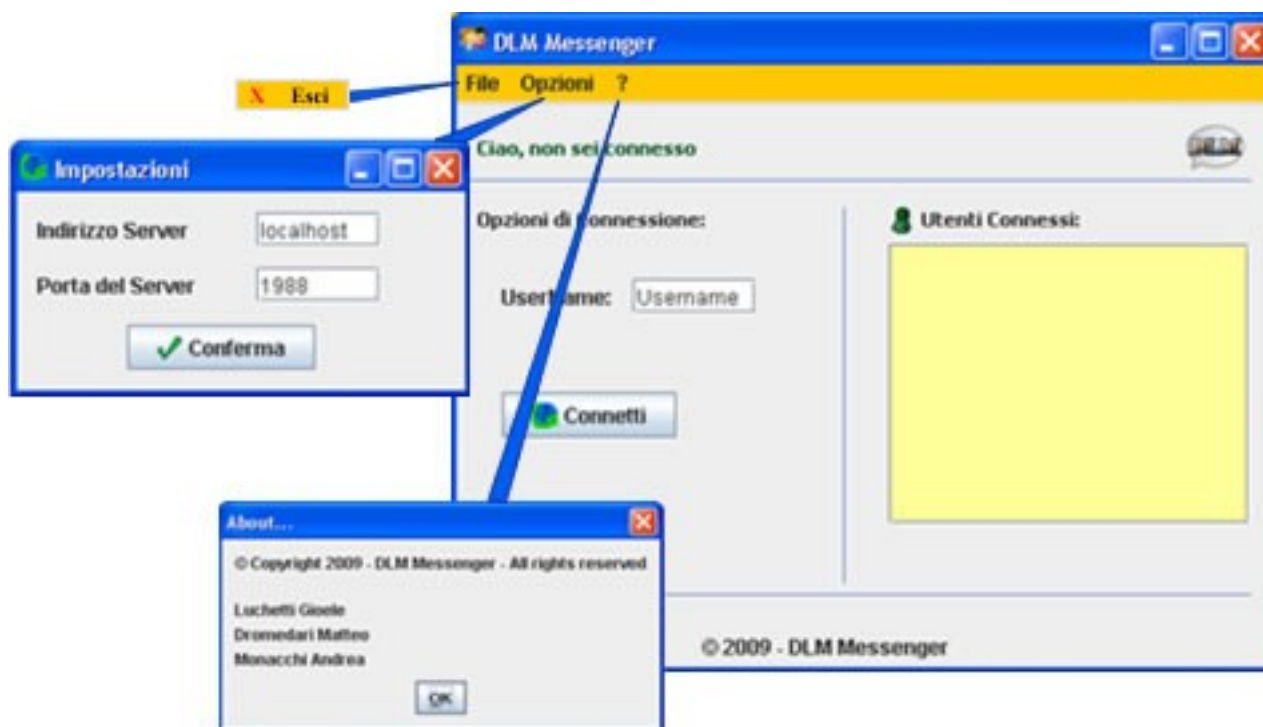 DLM Messenger
File Opzioni ?
X Esci
Ciao, non sei connesso
DLM
Impostazioni
Indirizzo Server localhost
Porta del Server 1988
Conferma
Opzioni di Connessione:
UserName: Username
Connetti
Utenti Connessi:
About...
© Copyright 2009 - DLM Messenger - All rights reserved
Luchetti Gioele
Dromedari Matteo
Monacchi Andrea
OK
© 2009 - DLM Messenger